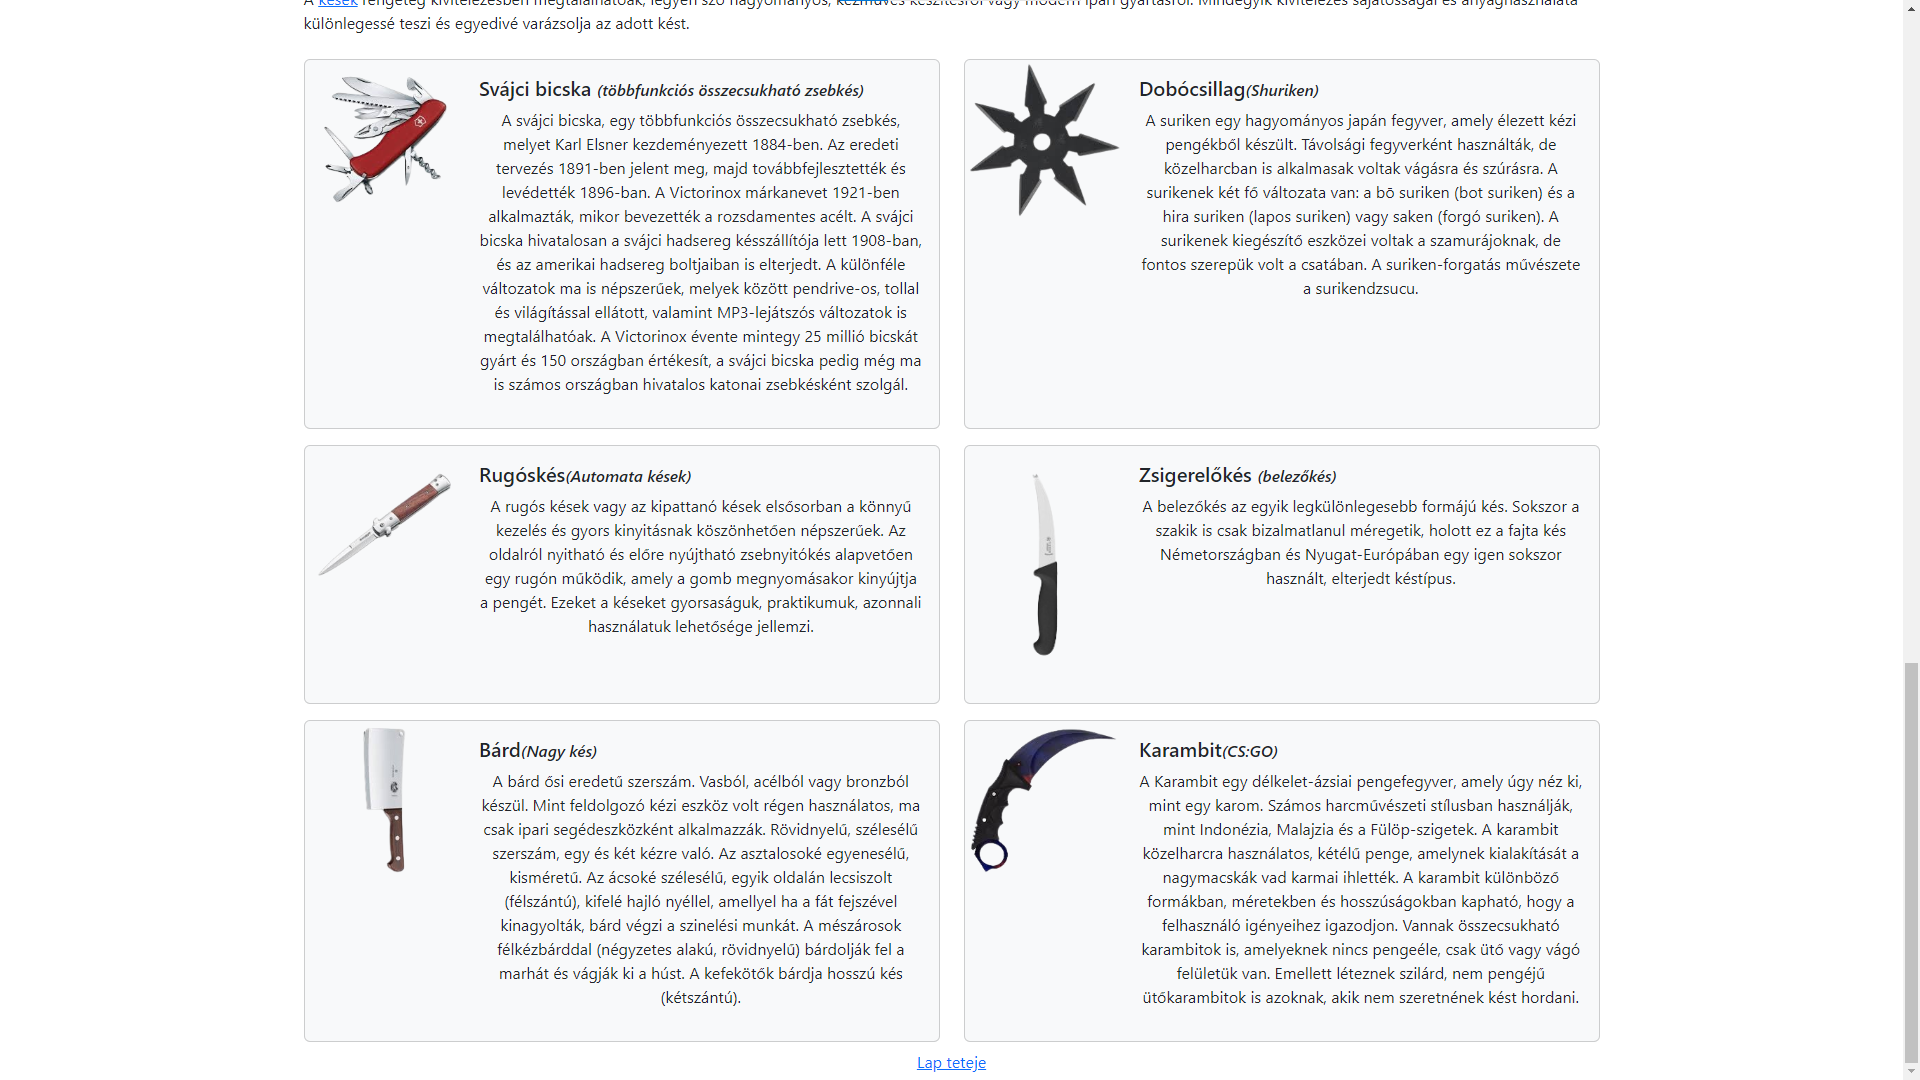 A kések rengeteg kivitelezésben megtalálhatóak, legyen szó hagyományos, kézműves készítésről vagy modern ipari gyártásról. Mindegyik kivitelezés sajátosságai és anyaghasználata
különlegessé teszi és egyedivé varázsolja az adott kést.
Svájci bicska (többfunkciós összecsukható zsebkés)
A svájci bicska, egy többfunkciós összecsukható zsebkés,
melyet Karl Elsner kezdeményezett 1884-ben. Az eredeti
tervezés 1891-ben jelent meg, majd továbbfejlesztették és
levédették 1896-ban. A Victorinox márkanevet 1921-ben
alkalmazták, mikor bevezették a rozsdamentes acélt. A svájci
bicska hivatalosan a svájci hadsereg késszállítója lett 1908-ban,
és az amerikai hadsereg boltjaiban is elterjedt. A különféle
változatok ma is népszerűek, melyek között pendrive-os, tollal
és világítással ellátott, valamint MP3-lejátszós változatok is
megtalálhatóak. A Victorinox évente mintegy 25 millió bicskát
gyárt és 150 országban értékesít, a svájci bicska pedig még ma
is számos országban hivatalos katonai zsebkésként szolgál.
Dobócsillag(Shuriken)
A suriken egy hagyományos japán fegyver, amely élezett kézi
pengékből készült. Távolsági fegyverként használták, de
közelharcban is alkalmasak voltak vágásra és szúrásra. A
surikenek két fő változata van: a bō suriken (bot suriken) és a
hira suriken (lapos suriken) vagy saken (forgó suriken). A
surikenek kiegészítő eszközei voltak a szamurájoknak, de
fontos szerepük volt a csatában. A suriken-forgatás művészete
a surikendzsucu.
Rugóskés(Automata kések)
A rugós kések vagy az kipattanó kések elsősorban a könnyű
kezelés és gyors kinyitásnak köszönhetően népszerűek. Az
oldalról nyitható és előre nyújtható zsebnyitókés alapvetően
egy rugón működik, amely a gomb megnyomásakor kinyújtja
a pengét. Ezeket a késeket gyorsaságuk, praktikumuk, azonnali
használatuk lehetősége jellemzi.
Zsigerelőkés (belezőkés)
A belezőkés az egyik legkülönlegesebb formájú kés. Sokszor a
szakik is csak bizalmatlanul méregetik, holott ez a fajta kés
Németországban és Nyugat-Európában egy igen sokszor
használt, elterjedt késtípus.
Bárd(Nagy kés)
A bárd ősi eredetű szerszám. Vasból, acélból vagy bronzból
készül. Mint feldolgozó kézi eszköz volt régen használatos, ma
csak ipari segédeszközként alkalmazzák. Rövidnyelű, szélesélű
szerszám, egy és két kézre való. Az asztalosoké egyenesélű,
kisméretű. Az ácsoké szélesélű, egyik oldalán lecsiszolt
(félszántú), kifelé hajló nyéllel, amellyel ha a fát fejszével
kinagyolták, bárd végzi a szinelési munkát. A mészárosok
félkézbárddal (négyzetes alakú, rövidnyelű) bárdolják fel a
marhát és vágják ki a húst. A kefekötők bárdja hosszú kés
(kétszántú).
Karambit(CS:GO)
A Karambit egy délkelet-ázsiai pengefegyver, amely úgy néz ki,
mint egy karom. Számos harcművészeti stílusban használják,
mint Indonézia, Malajzia és a Fülöp-szigetek. A karambit
közelharcra használatos, kétélű penge, amelynek kialakítását a
nagymacskák vad karmai ihlették. A karambit különböző
formákban, méretekben és hosszúságokban kapható, hogy a
felhasználó igényeihez igazodjon. Vannak összecsukható
karambitok is, amelyeknek nincs pengeéle, csak ütő vagy vágó
felületük van. Emellett léteznek szilárd, nem pengéjű
ütőkarambitok is azoknak, akik nem szeretnének kést hordani.
Lap teteje